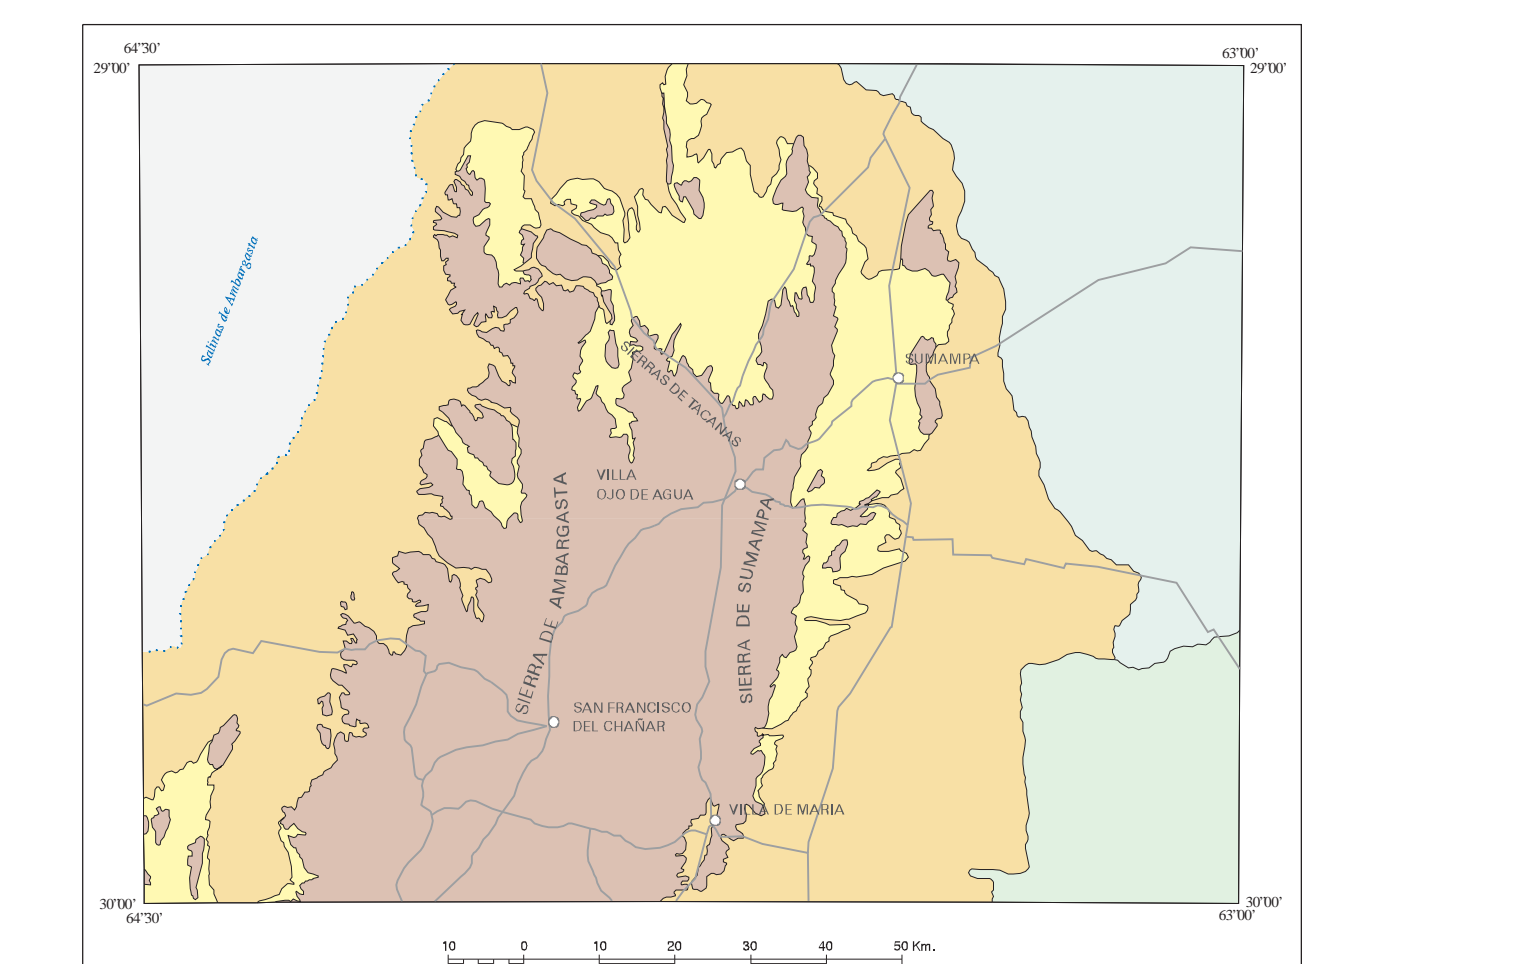 64°30'
63°00'
29°00'
29°00'
Salinas de Ambargasta
SUMAMPA
SIERRAS DE TACANAS
VILLA
OJO DE AGUA
SIERRA DE AMBARGASTA
SIERRA DE SUMAMPA
SAN FRANCISCO
DEL CHAÑAR
VILLA DE MARIA
30°00'
30°00'
64°30'
63°00'
10 0 10 20 30 40 50 Km.